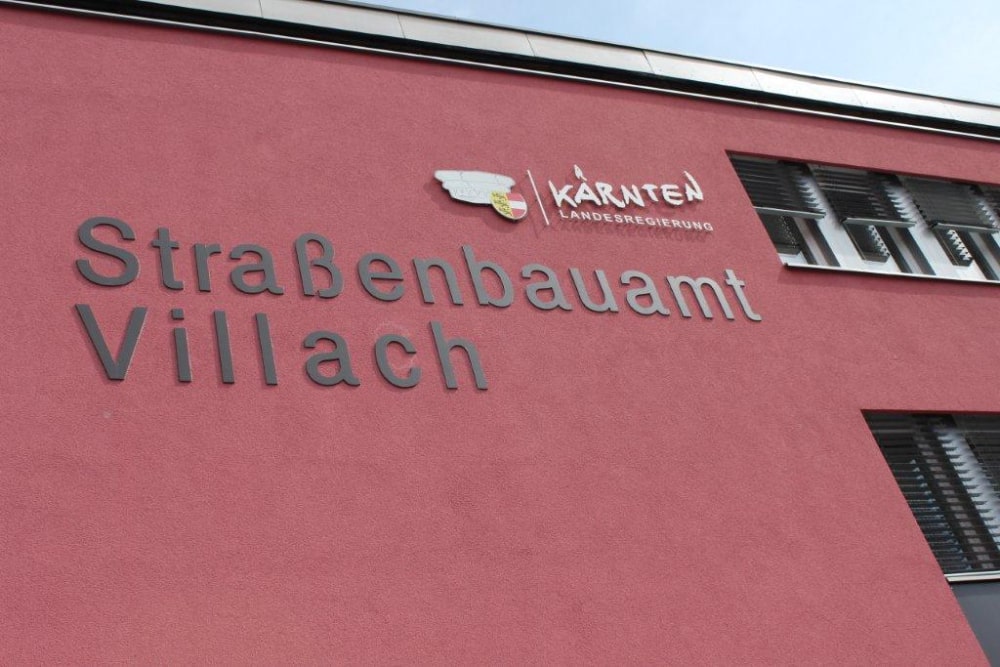 KÄRNTEN
LANDESREGIERUNG
Straßenbauamt
Villach